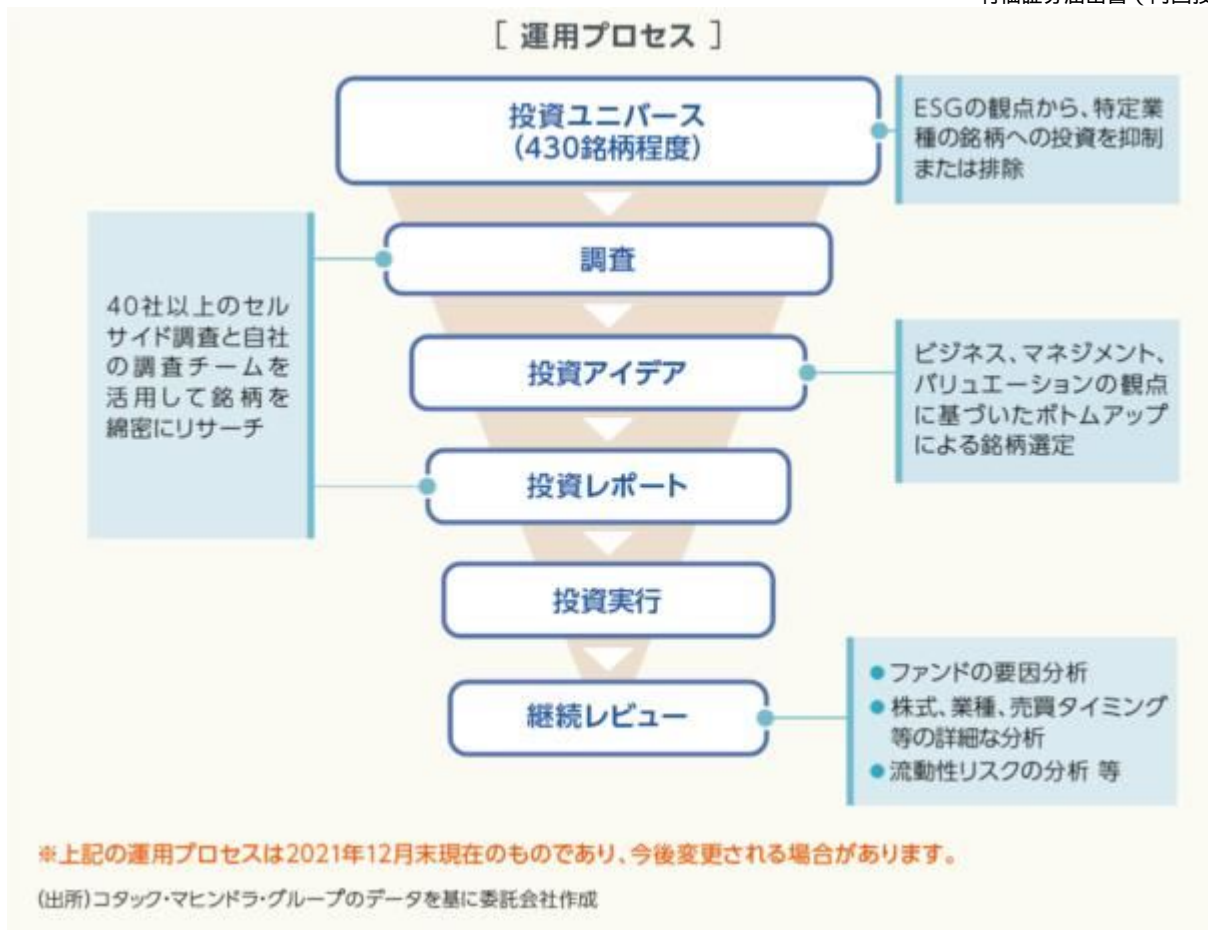 [ 運用プロセス ]
投資ユニバース
(430銘柄程度)
ESGの観点から、特定業
種の銘柄への投資を抑制
または排除
調査
40社以上のセル
サイド調査と自社
の調査チームを
活用して銘柄を
綿密にリサーチ
投資アイデア
ビジネス、マネジメント、
バリュエーションの観点
に基づいたボトムアップ
による銘柄選定
投資レポート
投資実行
継続レビュー
●ファンドの要因分析
●株式、業種、売買タイミング
等の詳細な分析
●流動性リスクの分析 等
※上記の運用プロセスは2021年12月末現在のものであり、今後変更される場合があります。
(出所)コタック・マヒンドラ・グループのデータを基に委託会社作成